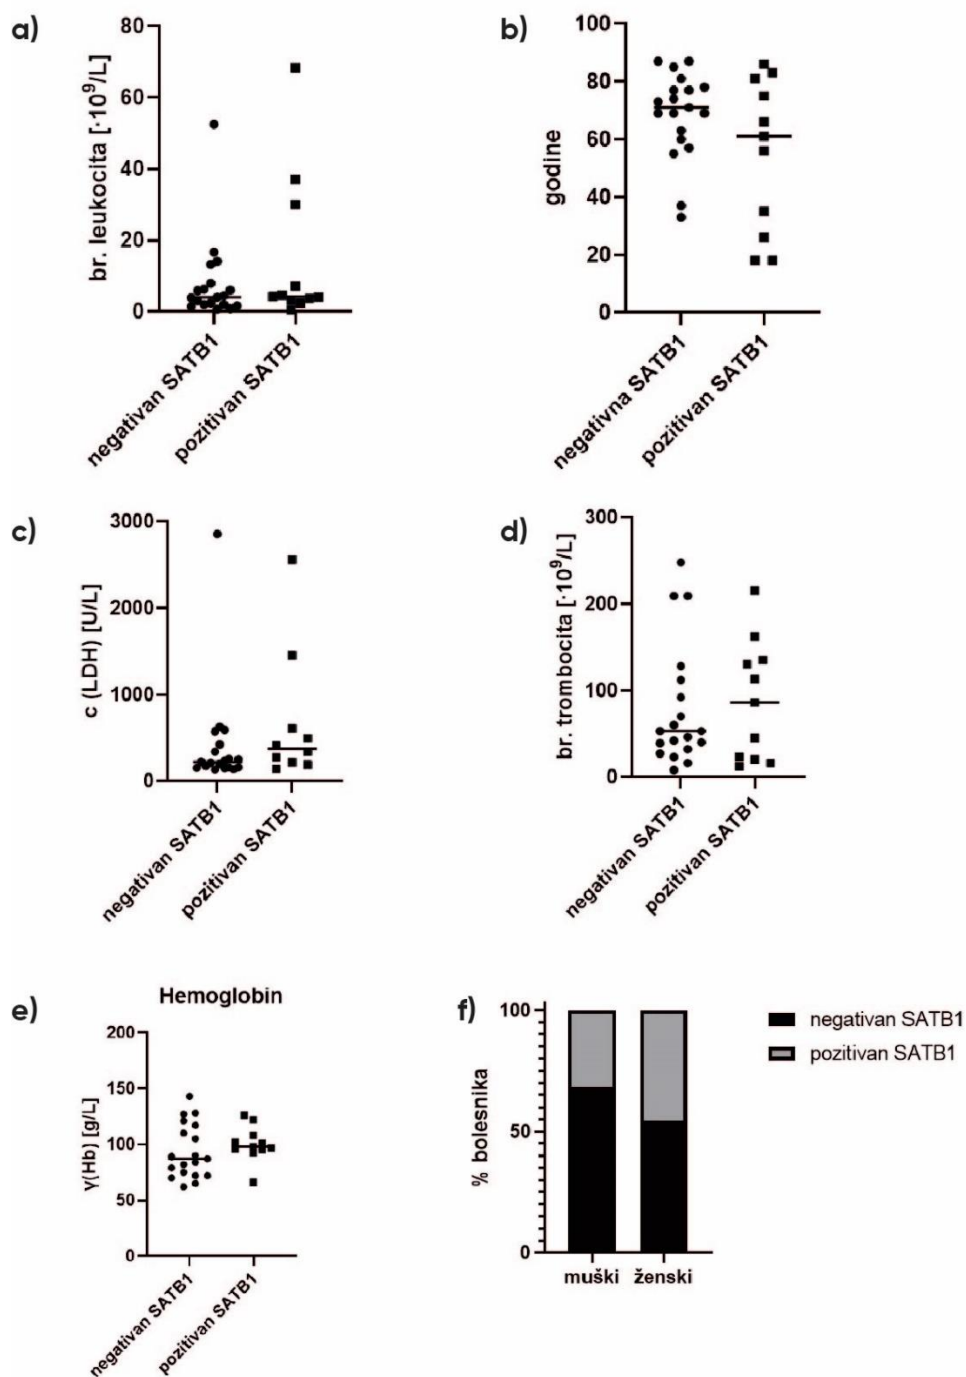 a)
br. leukocita [·10⁹/L]
80
60
40
20
0
negativan SATB1
pozitivan SATB1
b)
godine
100
80
60
40
20
0
negativna SATB1
pozitivan SATB1
c)
c (LDH) [U/L]
3000
2000
1000
0
negativan SATB1
pozitivan SATB1
d)
br. trombocita [·10⁹/L]
300
200
100
0
negativan SATB1
pozitivan SATB1
e)
Hemoglobin
γ(Hb) [g/L]
200
150
100
50
0
negativan SATB1
pozitivan SATB1
f)
% bolesnika
100
50
0
muški ženski
negativan SATB1
pozitivan SATB1